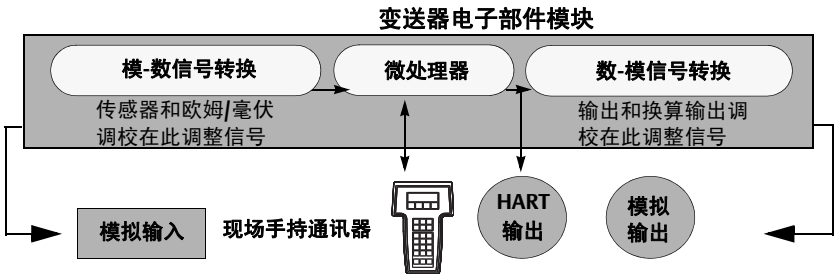 变送器电子部件模块
模-数信号转换
微处理器
数-模信号转换
传感器和欧姆/毫伏
调校在此调整信号
输出和换算输出调
校在此调整信号
模拟输入
现场手持通讯器
HART
输出
模拟
输出